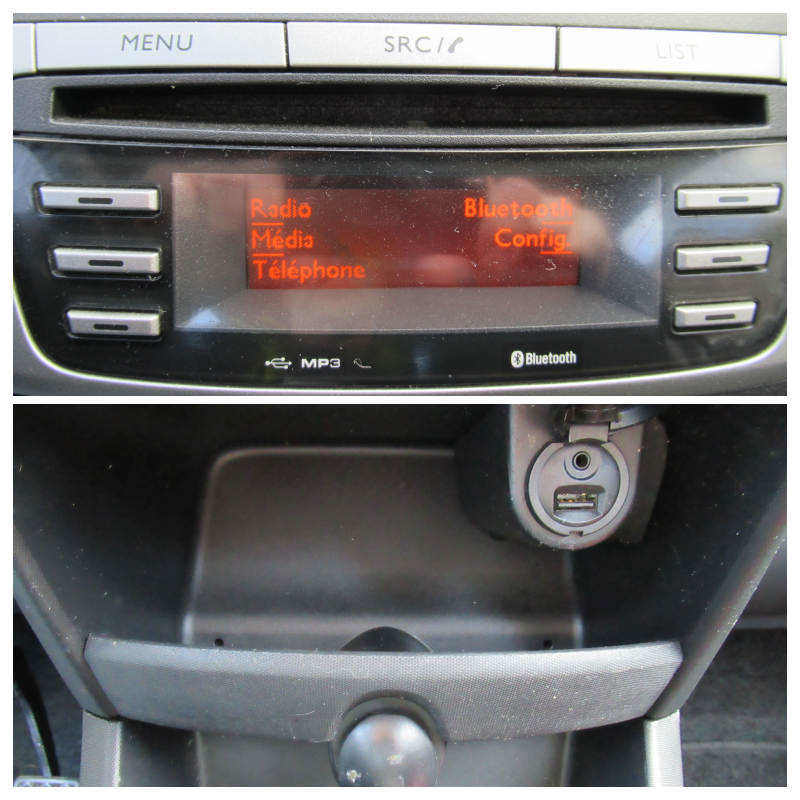 MENU SRC/ LIST
Radio Bluetooth
Média Config.
Téléphone
MP3 Bluetooth